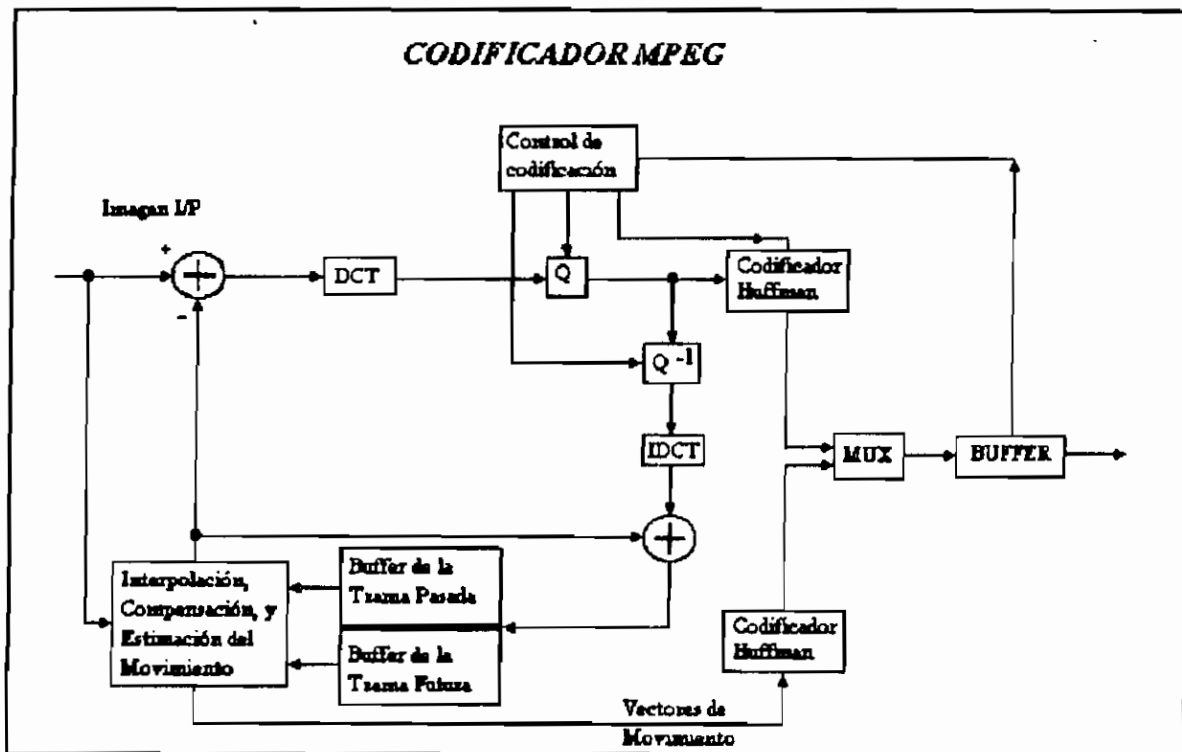 CODIFICADOR MPEG
Control de
codificación
Imagan I/P
+
-
DCT
Q
Codificador
Huffman
Q -1
IDCT
MUX
BUFFER
Interpolación,
Compensación, y
Estimación del
Movimiento
Buffer de la
Trama Pasada
Buffer de la
Trama Futura
Codificador
Huffman
Vectores de
Movimiento